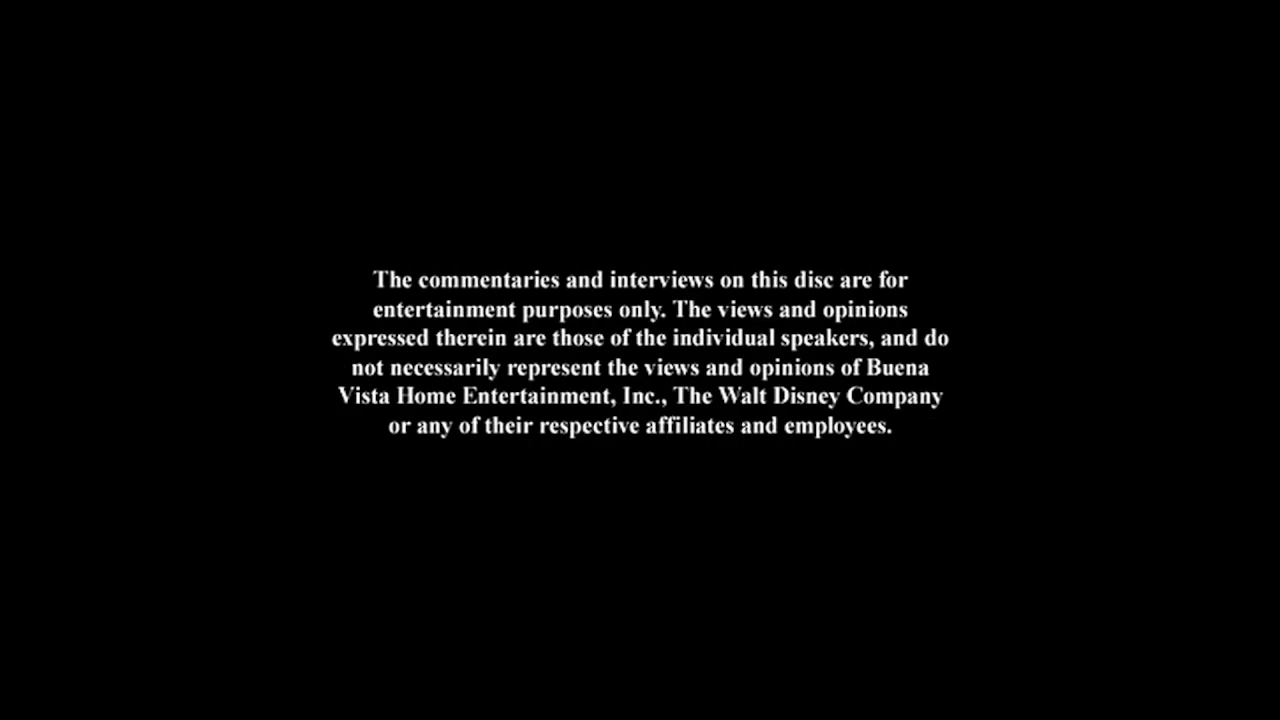 The commentaries and interviews on this disc are for
entertainment purposes only. The views and opinions
expressed therein are those of the individual speakers, and do
not necessarily represent the views and opinions of Buena
Vista Home Entertainment, Inc., The Walt Disney Company
or any of their respective affiliates and employees.